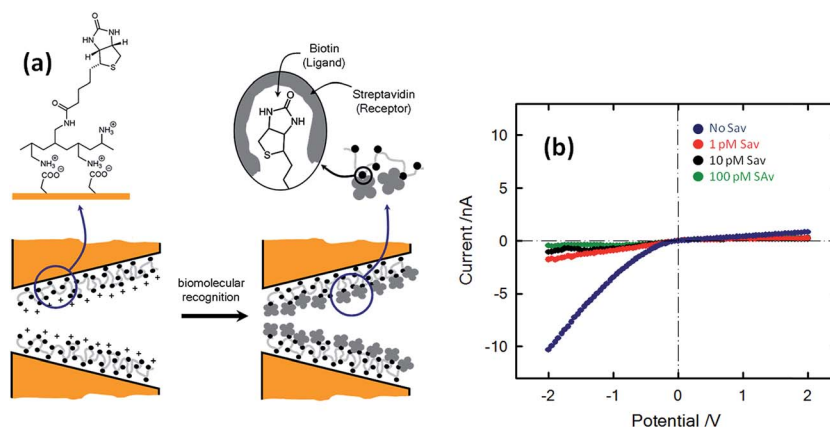 (a)
O
HN
NH
H
H
S
O
NH
NH₃
⊕
⊕
NH₃
⊕
NH₃
COO
⊖
COO
⊖
Biotin
(Ligand)
Streptavidin
(Receptor)
O
HN
NH
S
biomolecular
recognition
(b)
No Sav
1 pM Sav
10 pM Sav
100 pM SAv
Current /nA
10
5
0
-5
-10
-2
-1
0
1
2
Potential /V